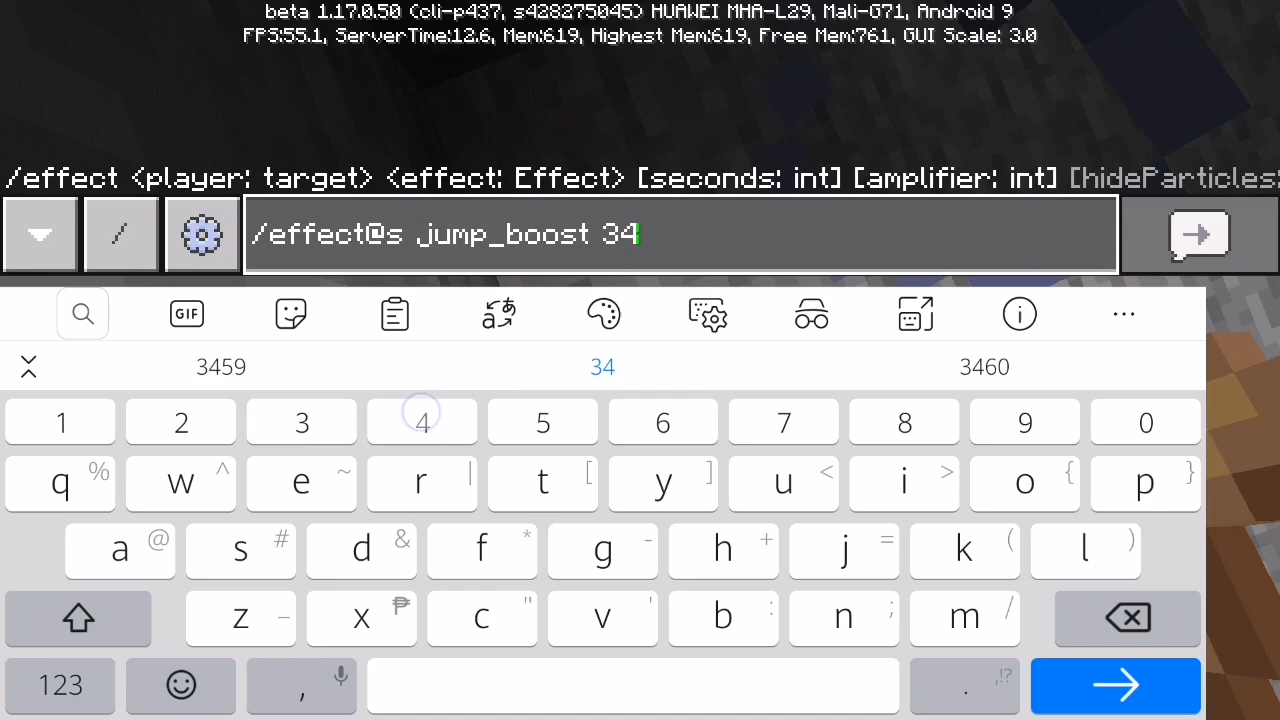 beta 1.17.0.50 (cli-p437, s428275045) HUAWEI MHA-L29, Mali-G71, Android 9
FPS:55.1, ServerTime:12.6, Mem:619, Highest Mem:619, Free Mem:761, GUI Scale: 3.0
/effect <player: target> <effect: Effect> [seconds: int] [amplifier: int] [hideParticles:
/
/effect@s jump_boost 34
GIF
3459 34 3460
1 2 3 4 5 6 7 8 9 0
q % w ^ e ~ r | t [ y ] u < i > o { p }
a @ s # d & f * g - h + j = k ( l )
z _ x ₱ c " v ' b : n ; m /
123 , . ,!?